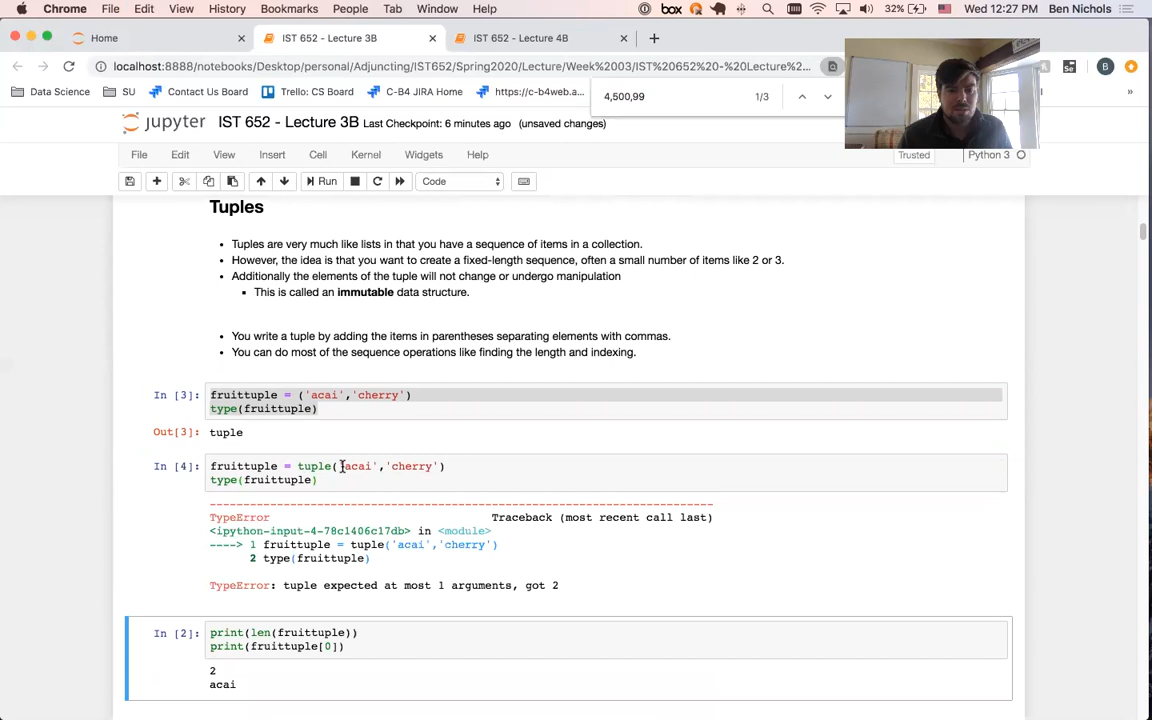 Chrome File Edit View History Bookmarks People Tab Window Help box 32% Wed 12:27 PM Ben Nichols
Home IST 652 - Lecture 3B IST 652 - Lecture 4B
localhost:8888/notebooks/Desktop/personal/Adjuncting/IST652/Spring2020/Lecture/Week%2003/IST%20652%20-%20Lecture%...
Se B
Data Science SU Contact Us Board Trello: CS Board C-B4 JIRA Home https://c-b4web.a... »
4,500,99 1/3
jupyter IST 652 - Lecture 3B Last Checkpoint: 6 minutes ago (unsaved changes)
File Edit View Insert Cell Kernel Widgets Help Trusted Python 3
Run Code
Tuples
• Tuples are very much like lists in that you have a sequence of items in a collection.
• However, the idea is that you want to create a fixed-length sequence, often a small number of items like 2 or 3.
• Additionally the elements of the tuple will not change or undergo manipulation
▪ This is called an immutable data structure.
• You write a tuple by adding the items in parentheses separating elements with commas.
• You can do most of the sequence operations like finding the length and indexing.
In [3]: fruittuple = ('acai','cherry')
type(fruittuple)
Out[3]: tuple
In [4]: fruittuple = tuple('acai','cherry')
type(fruittuple)
---------------------------------------------------------------------------
TypeError Traceback (most recent call last)
<ipython-input-4-78c1406c17db> in <module>
----> 1 fruittuple = tuple('acai','cherry')
2 type(fruittuple)
TypeError: tuple expected at most 1 arguments, got 2
In [2]: print(len(fruittuple))
print(fruittuple[0])
2
acai